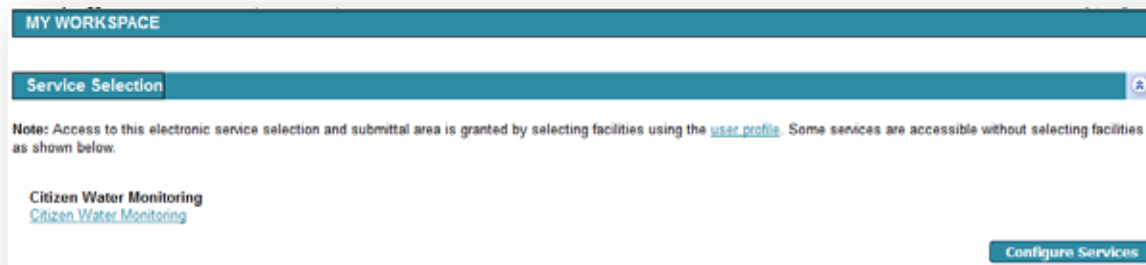 MY WORKSPACE
Service Selection
Note: Access to this electronic service selection and submittal area is granted by selecting facilities using the user profile. Some services are accessible without selecting facilities
as shown below.
Citizen Water Monitoring
Citizen Water Monitoring
Configure Services